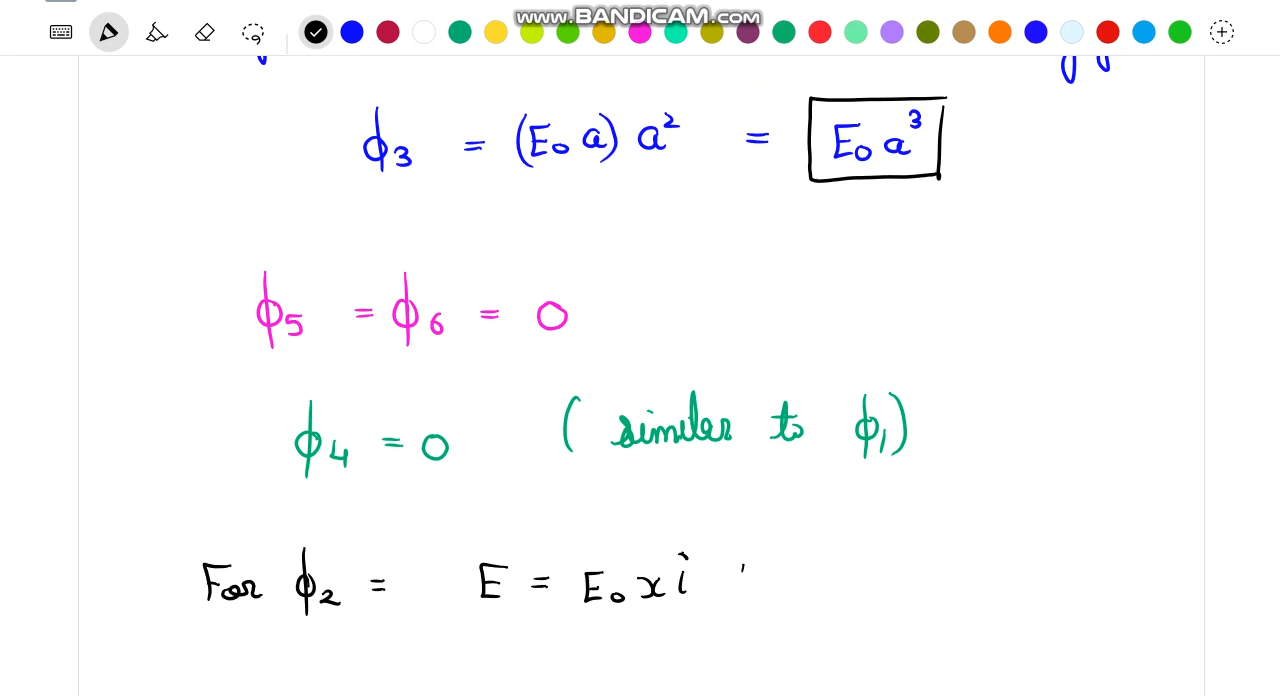 www.BANDICAM.com
ϕ₃ = (E₀ a) a² = E₀ a³
ϕ₅ = ϕ₆ = 0
ϕ₄ = 0 ( similar to ϕ₁)
For ϕ₂ = E = E₀ x i